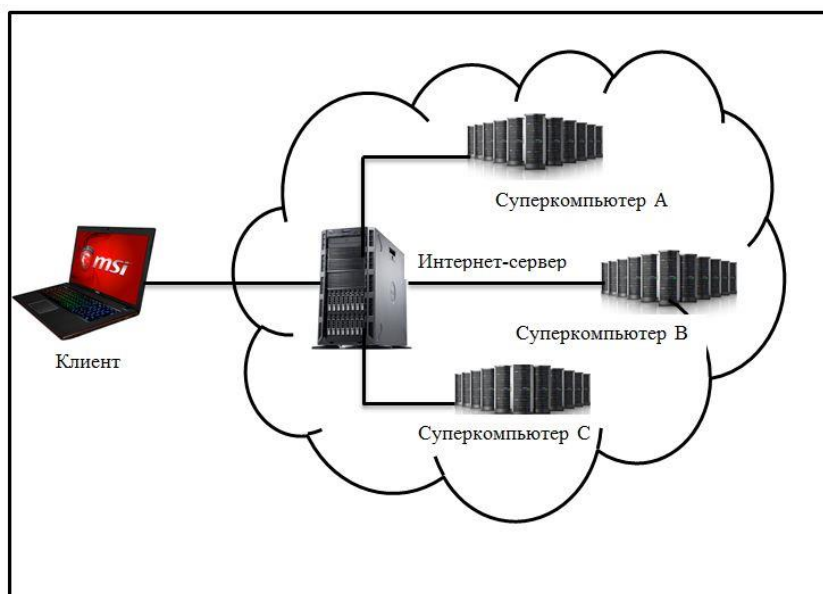 Суперкомпьютер А
Интернет-сервер
msi
Суперкомпьютер В
Клиент
Суперкомпьютер С